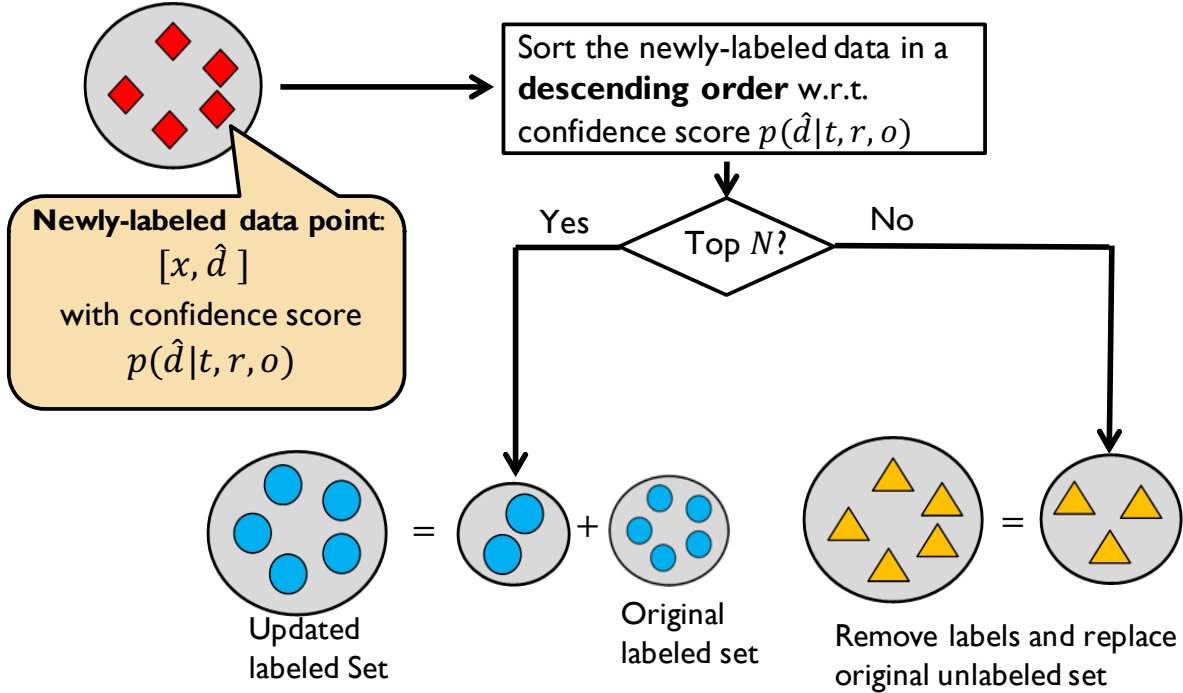 Sort the newly-labeled data in a
descending order w.r.t.
confidence score p(d̂|t, r, o)
Newly-labeled data point:
[x, d̂ ]
with confidence score
p(d̂|t, r, o)
Yes
Top N?
No
=
+
=
Updated
labeled Set
Original
labeled set
Remove labels and replace
original unlabeled set